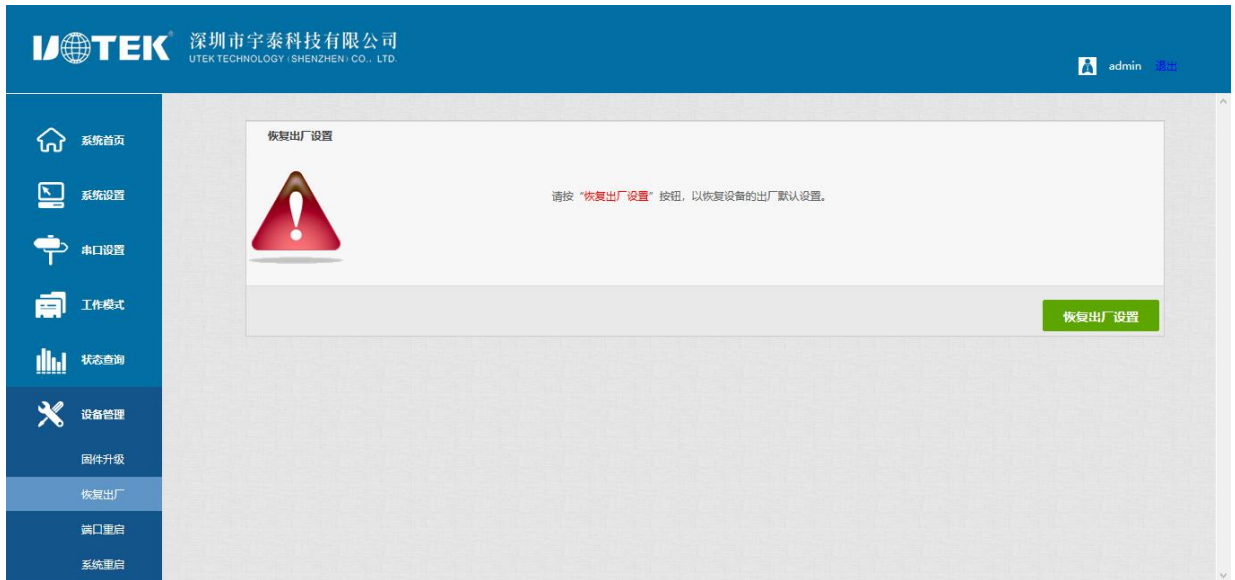 UTEK® 深圳市宇泰科技有限公司
UTEK TECHNOLOGY (SHENZHEN) CO., LTD.
admin 退出
系统首页
系统设置
串口设置
工作模式
状态查询
设备管理
固件升级
恢复出厂
端口重启
系统重启
恢复出厂设置
请按 “恢复出厂设置” 按钮, 以恢复设备的出厂默认设置。
恢复出厂设置